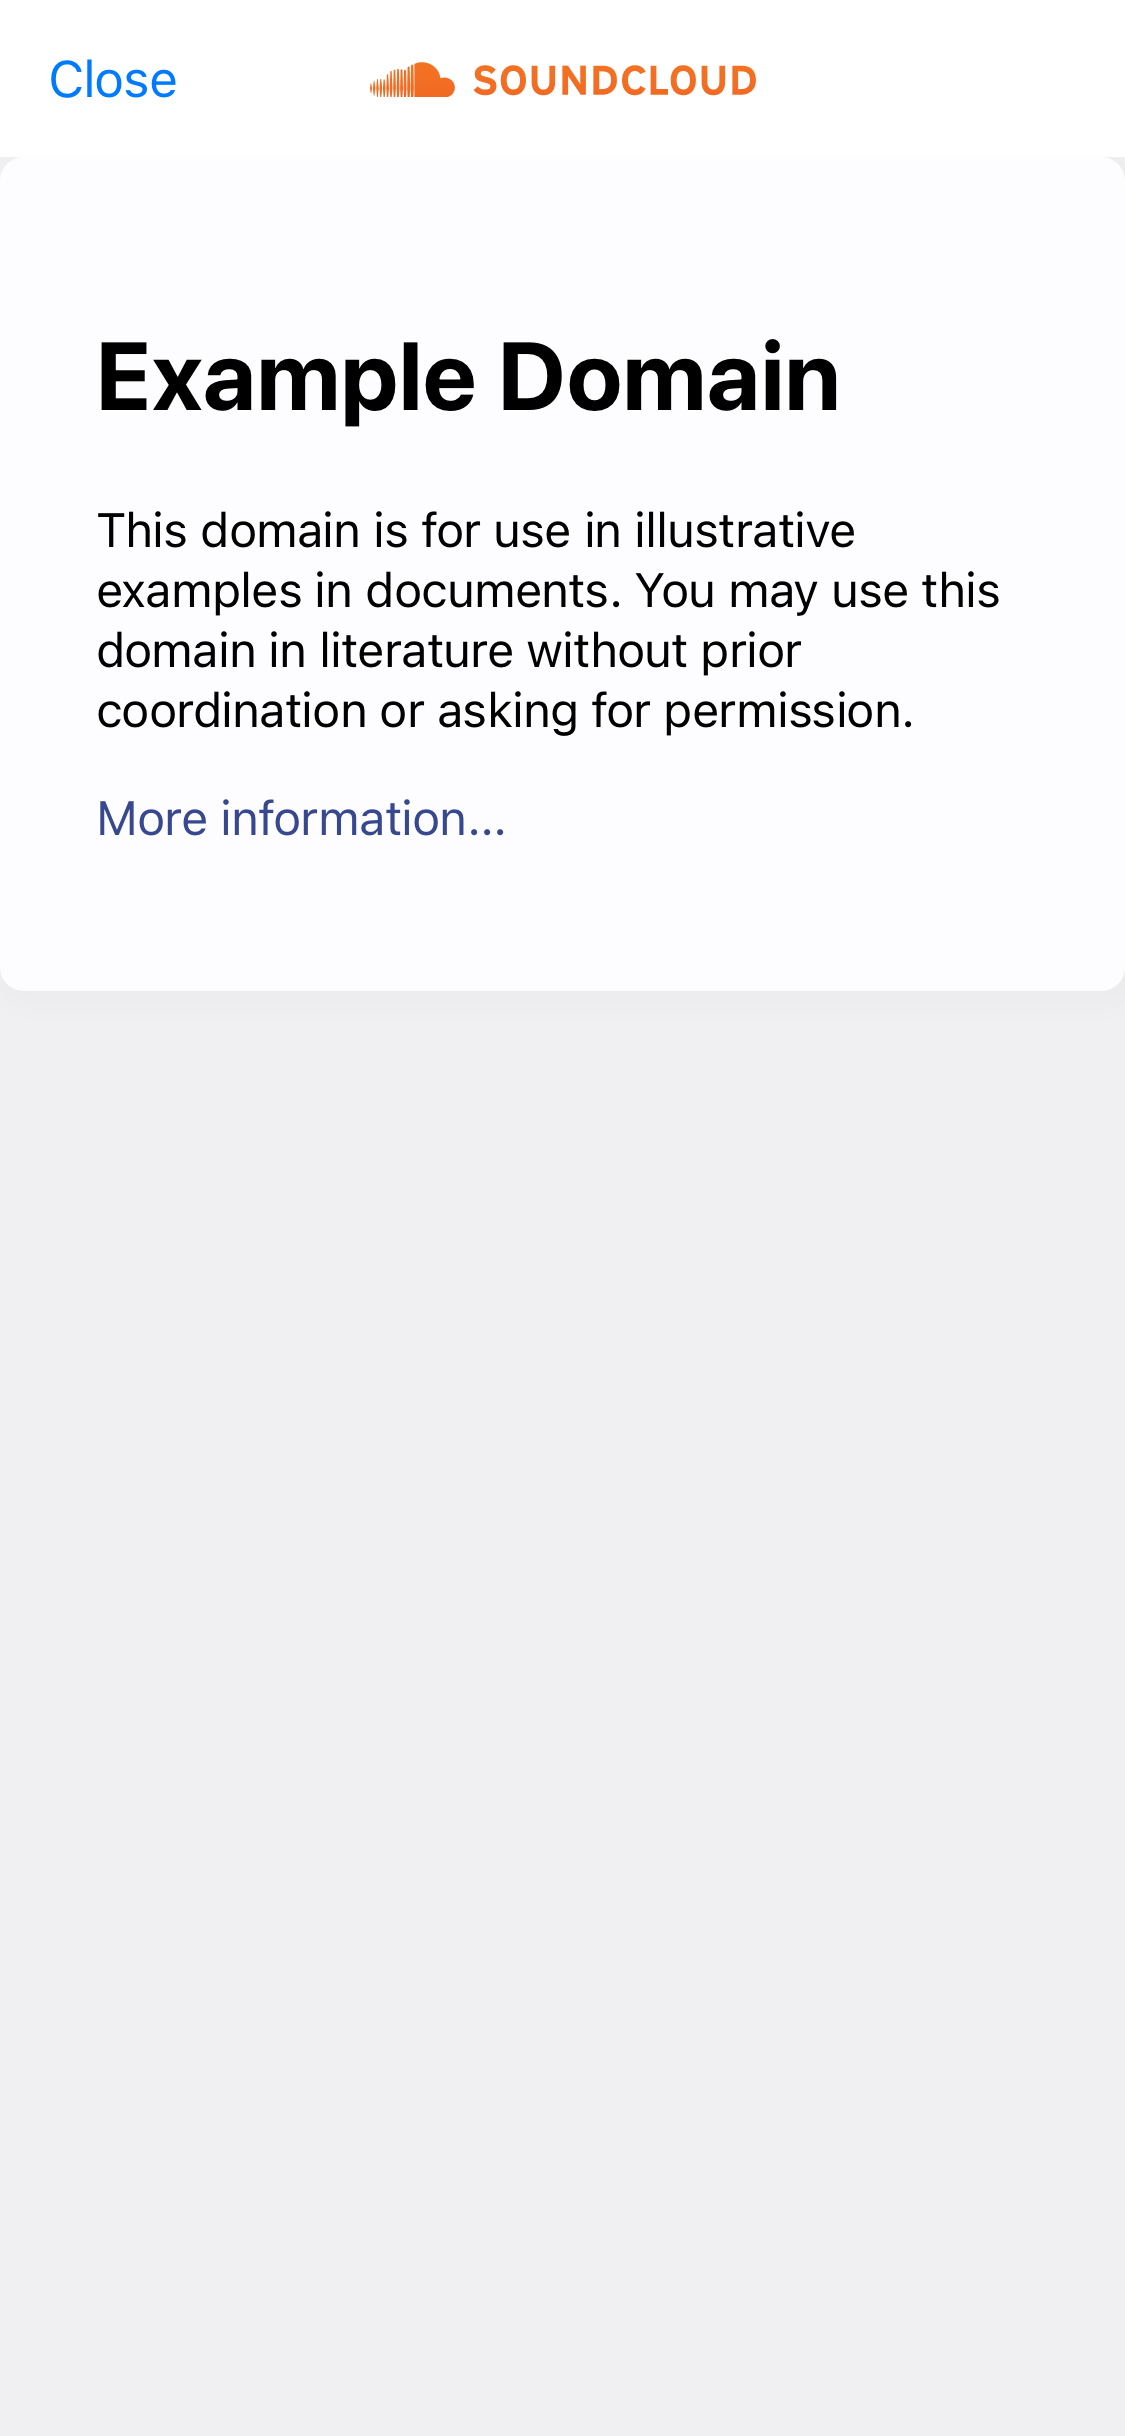 Close
SOUNDCLOUD
Example Domain
This domain is for use in illustrative
examples in documents. You may use this
domain in literature without prior
coordination or asking for permission.
More information...